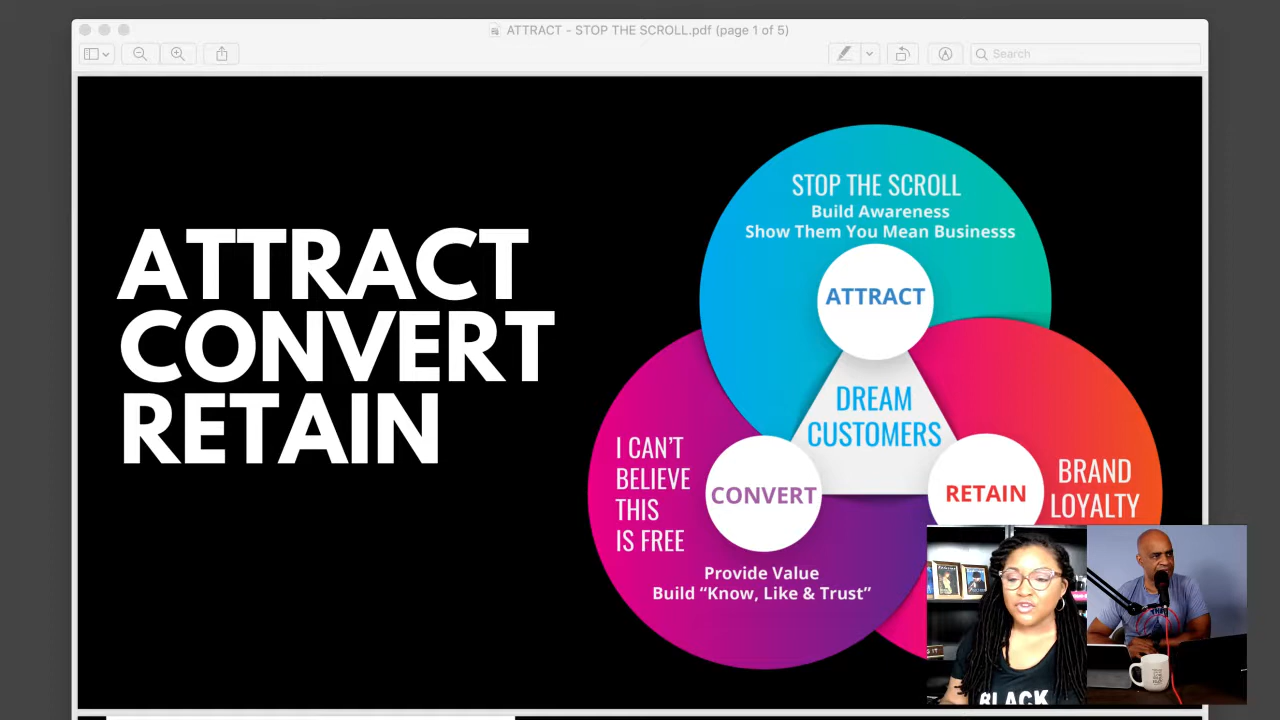 ATTRACT - STOP THE SCROLL.pdf (page 1 of 5)
Search
ATTRACT
CONVERT
RETAIN
STOP THE SCROLL
Build Awareness
Show Them You Mean Businesss
ATTRACT
DREAM
CUSTOMERS
I CAN'T
BELIEVE
THIS
IS FREE
CONVERT
Provide Value
Build “Know, Like & Trust”
RETAIN
BRAND
LOYALTY
BLACK